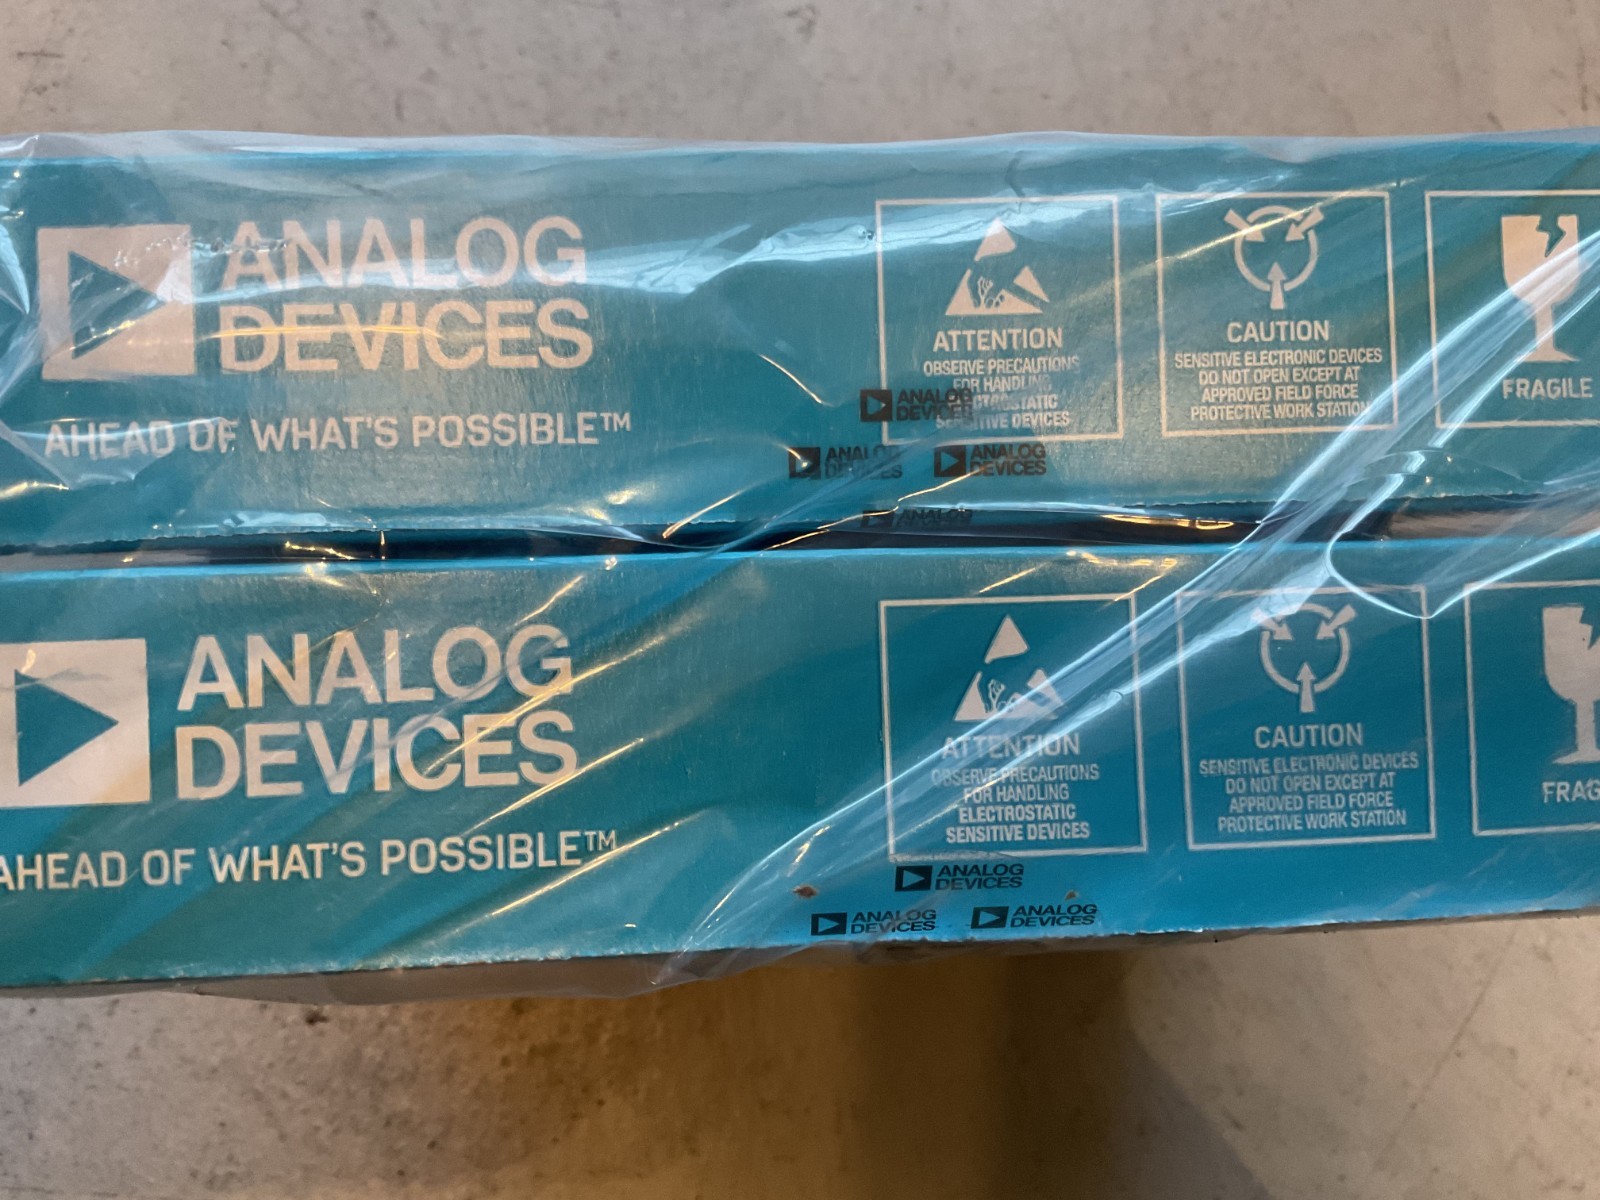 ANALOG
DEVICES
AHEAD OF WHAT'S POSSIBLE™
ATTENTION
OBSERVE PRECAUTIONS
FOR HANDLING
SENSITIVE DEVICES
CAUTION
SENSITIVE ELECTRONIC DEVICES
DO NOT OPEN EXCEPT AT
APPROVED FIELD FORCE
PROTECTIVE WORK STATION
FRAGILE
ANALOG
DEVICES
ANALOG
DEVICES
ANALOG
DEVICES
ANALOG
ANALOG
DEVICES
AHEAD OF WHAT'S POSSIBLE™
ATTENTION
OBSERVE PRECAUTIONS
FOR HANDLING
ELECTROSTATIC
SENSITIVE DEVICES
CAUTION
SENSITIVE ELECTRONIC DEVICES
DO NOT OPEN EXCEPT AT
APPROVED FIELD FORCE
PROTECTIVE WORK STATION
FRAG
ANALOG
DEVICES
ANALOG
DEVICES
ANALOG
DEVICES